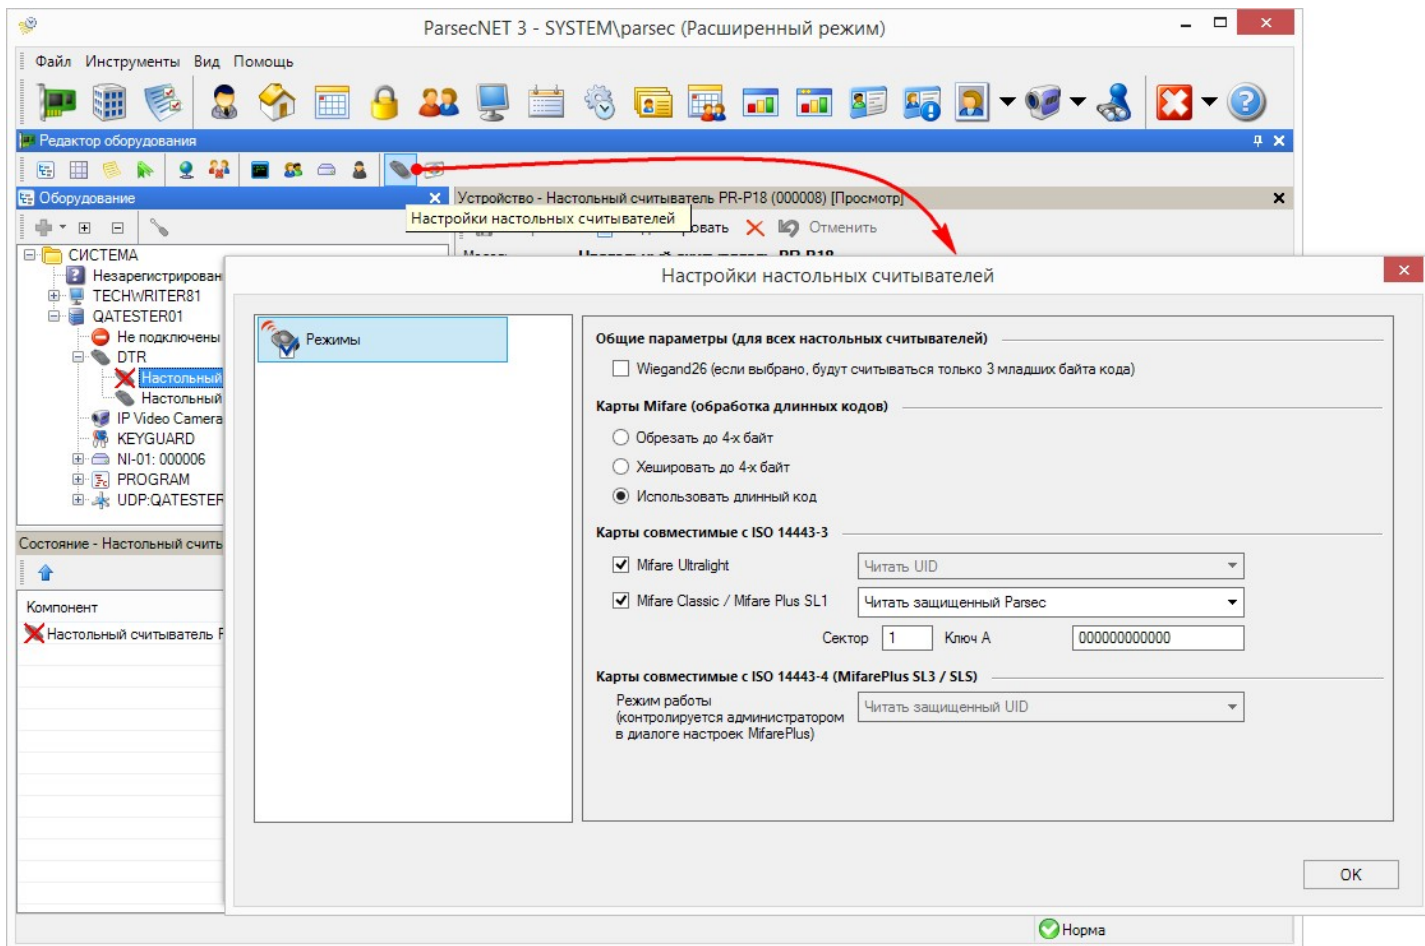 ParsecNET 3 - SYSTEM\parsec (Расширенный режим)
Файл Инструменты Вид Помощь
Редактор оборудования
Оборудование
Устройство - Настольный считыватель PR-P18 (000008) [Просмотр]
Настройки настольных считывателей
Отменить
СИСТЕМА
Незарегистрирован
TECHWRITER81
QATESTER01
Не подключены
DTR
Настольный
Настольный
IP Video Camera
KEYGUARD
NI-01: 000006
PROGRAM
UDP:QATESTER
Состояние - Настольный счить
Компонент
Настольный считыватель F
Настройки настольных считывателей
Режимы
Общие параметры (для всех настольных считывателей)
Wiegand26 (если выбрано, будут считываться только 3 младших байта кода)
Карты Mifare (обработка длинных кодов)
Обрезать до 4-х байт
Хешировать до 4-х байт
Использовать длинный код
Карты совместимые с ISO 14443-3
Mifare Ultralight Читать UID
Mifare Classic / Mifare Plus SL1 Читать защищенный Parsec
Сектор 1 Ключ A 000000000000
Карты совместимые с ISO 14443-4 (MifarePlus SL3 / SLS)
Режим работы Читать защищенный UID
(контролируется администратором
в диалоге настроек MifarePlus)
OK
Норма